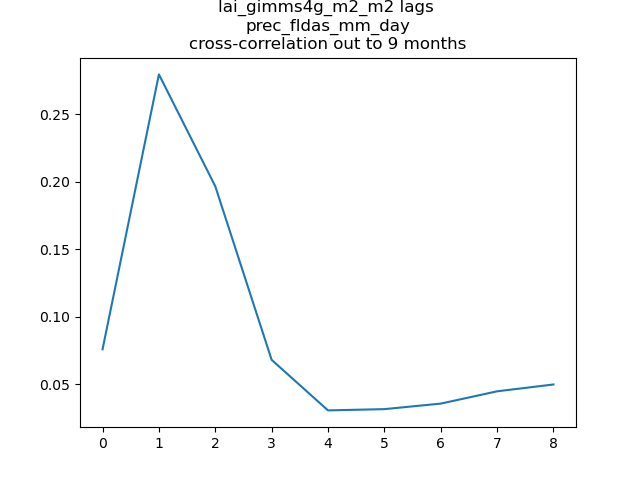 lai_gimms4g_m2_m2 lags
prec_fldas_mm_day
cross-correlation out to 9 months
0.25
0.20
0.15
0.10
0.05
0 1 2 3 4 5 6 7 8